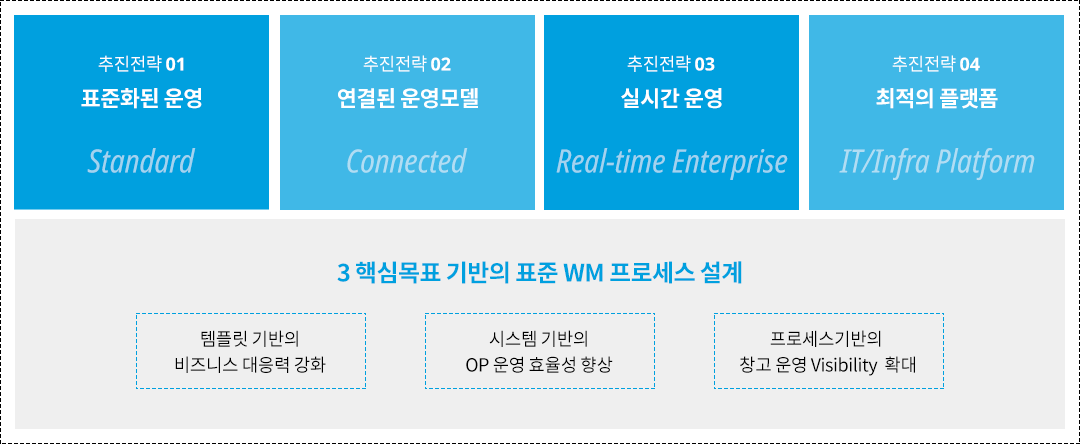 추진전략 01
표준화된 운영
Standard
추진전략 02
연결된 운영모델
Connected
추진전략 03
실시간 운영
Real-time Enterprise
추진전략 04
최적의 플랫폼
IT/Infra Platform
3 핵심목표 기반의 표준 WM 프로세스 설계
템플릿 기반의
비즈니스 대응력 강화
시스템 기반의
OP 운영 효율성 향상
프로세스기반의
창고 운영 Visibility 확대